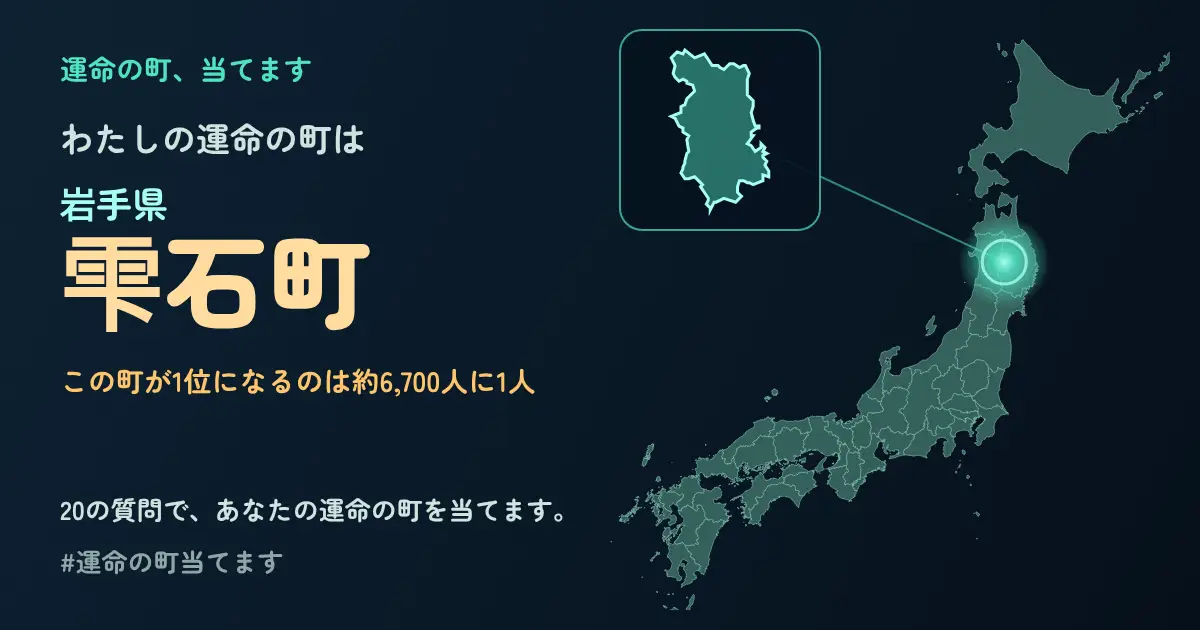 運命の町、当てます
わたしの運命の町は
岩手県
雫石町
この町が1位になるのは約6,700人に1人
20の質問で、あなたの運命の町を当てます。
#運命の町当てます